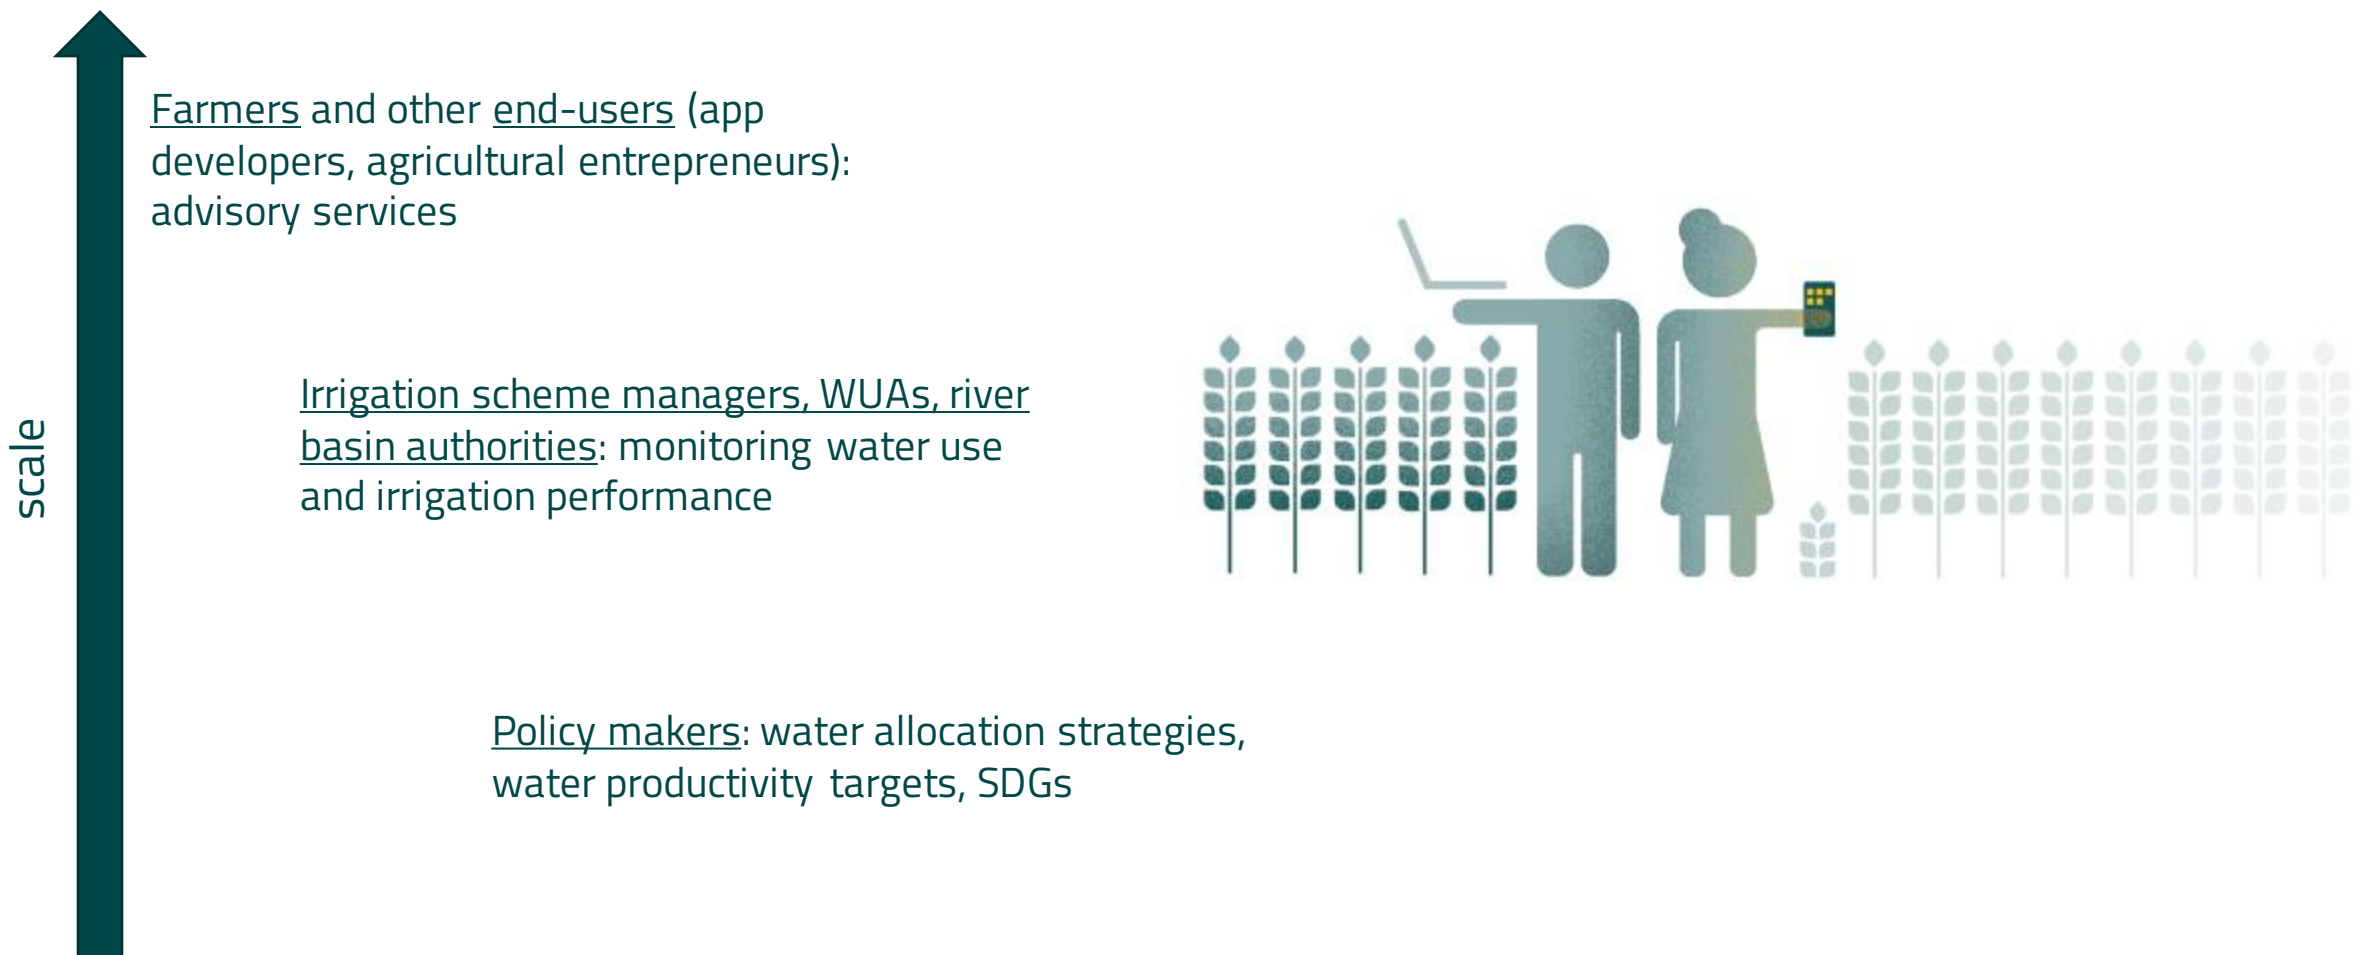 Farmers and other end-users (app
developers, agricultural entrepreneurs):
advisory services
scale
Irrigation scheme managers, WUAs, river
basin authorities: monitoring water use
and irrigation performance
Policy makers: water allocation strategies,
water productivity targets, SDGs